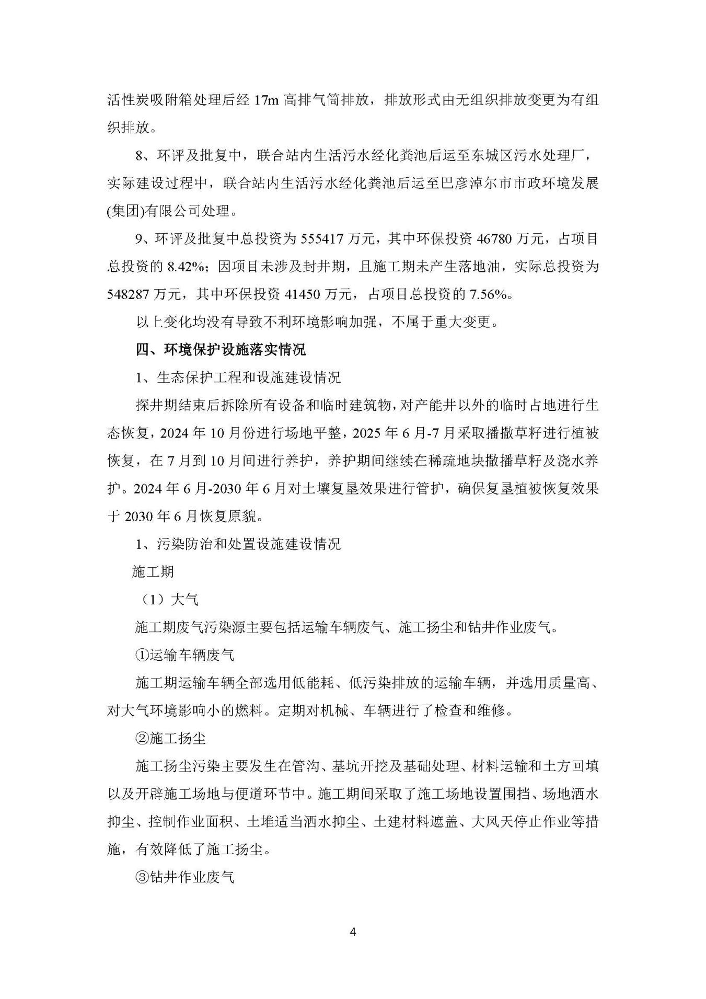 活性炭吸附箱处理后经 17m 高排气筒排放，排放形式由无组织排放变更为有组
织排放。
8、环评及批复中，联合站内生活污水经化粪池后运至东城区污水处理厂，
实际建设过程中，联合站内生活污水经化粪池后运至巴彦淖尔市市政环境发展
(集团)有限公司处理。
9、环评及批复中总投资为 555417 万元，其中环保投资 46780 万元，占项目
总投资的 8.42%；因项目未涉及封井期，且施工期未产生落地油，实际总投资为
548287 万元，其中环保投资 41450 万元，占项目总投资的 7.56%。
以上变化均没有导致不利环境影响加强，不属于重大变更。
四、环境保护设施落实情况
1、生态保护工程和设施建设情况
探井期结束后拆除所有设备和临时建筑物，对产能井以外的临时占地进行生
态恢复，2024 年 10 月份进行场地平整，2025 年 6 月-7 月采取播撒草籽进行植被
恢复，在 7 月到 10 月间进行养护，养护期间继续在稀疏地块撒播草籽及浇水养
护。2024 年 6 月-2030 年 6 月对土壤复垦效果进行管护，确保复垦植被恢复效果
于 2030 年 6 月恢复原貌。
1、污染防治和处置设施建设情况
施工期
（1）大气
施工期废气污染源主要包括运输车辆废气、施工扬尘和钻井作业废气。
①运输车辆废气
施工期运输车辆全部选用低能耗、低污染排放的运输车辆，并选用质量高、
对大气环境影响小的燃料。定期对机械、车辆进行了检查和维修。
②施工扬尘
施工扬尘污染主要发生在管沟、基坑开挖及基础处理、材料运输和土方回填
以及开辟施工场地与便道环节中。施工期间采取了施工场地设置围挡、场地洒水
抑尘、控制作业面积、土堆适当洒水抑尘、土建材料遮盖、大风天停止作业等措
施，有效降低了施工扬尘。
③钻井作业废气
4